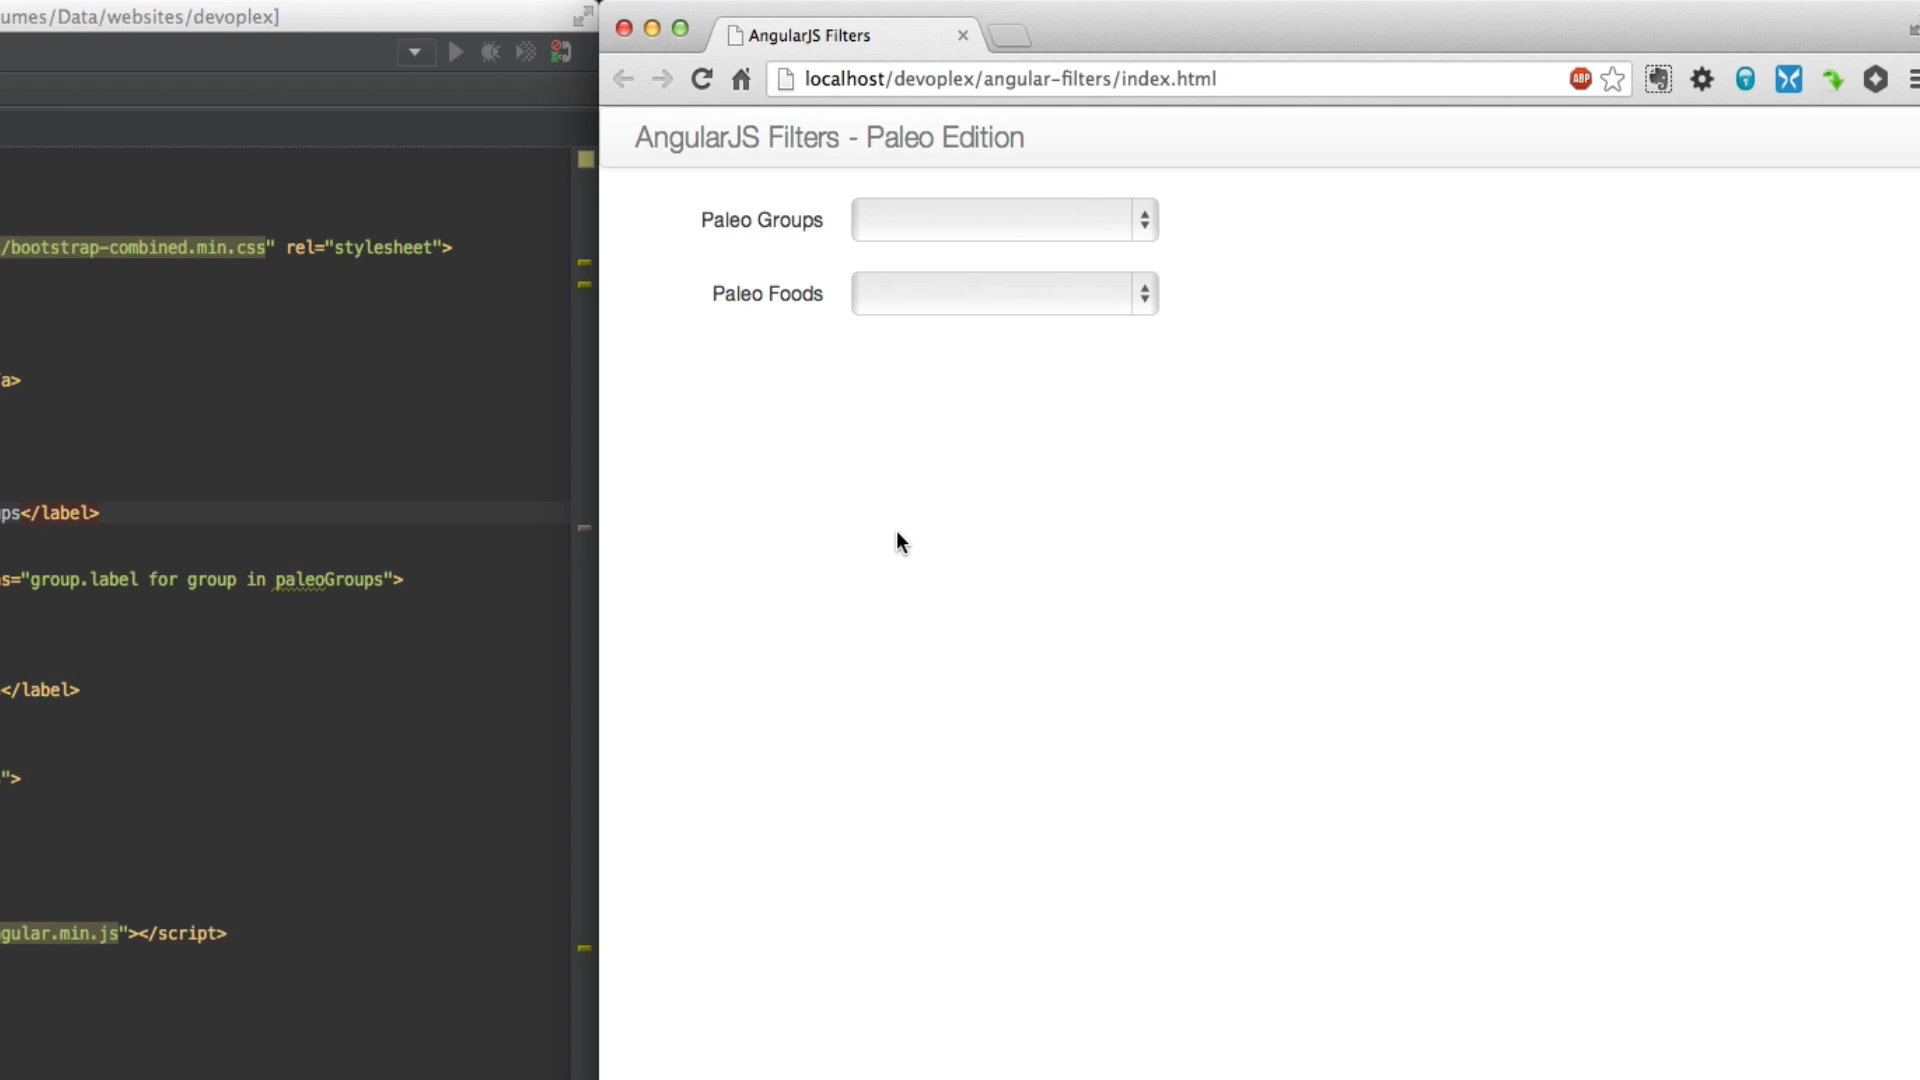 umes/Data/websites/devoplex]
/bootstrap-combined.min.css" rel="stylesheet">
a>
ps</label>
s="group.label for group in paleoGroups">
</label>
">
gular.min.js"></script>
AngularJS Filters
localhost/devoplex/angular-filters/index.html
ABP
1
AngularJS Filters - Paleo Edition
Paleo Groups
Paleo Foods